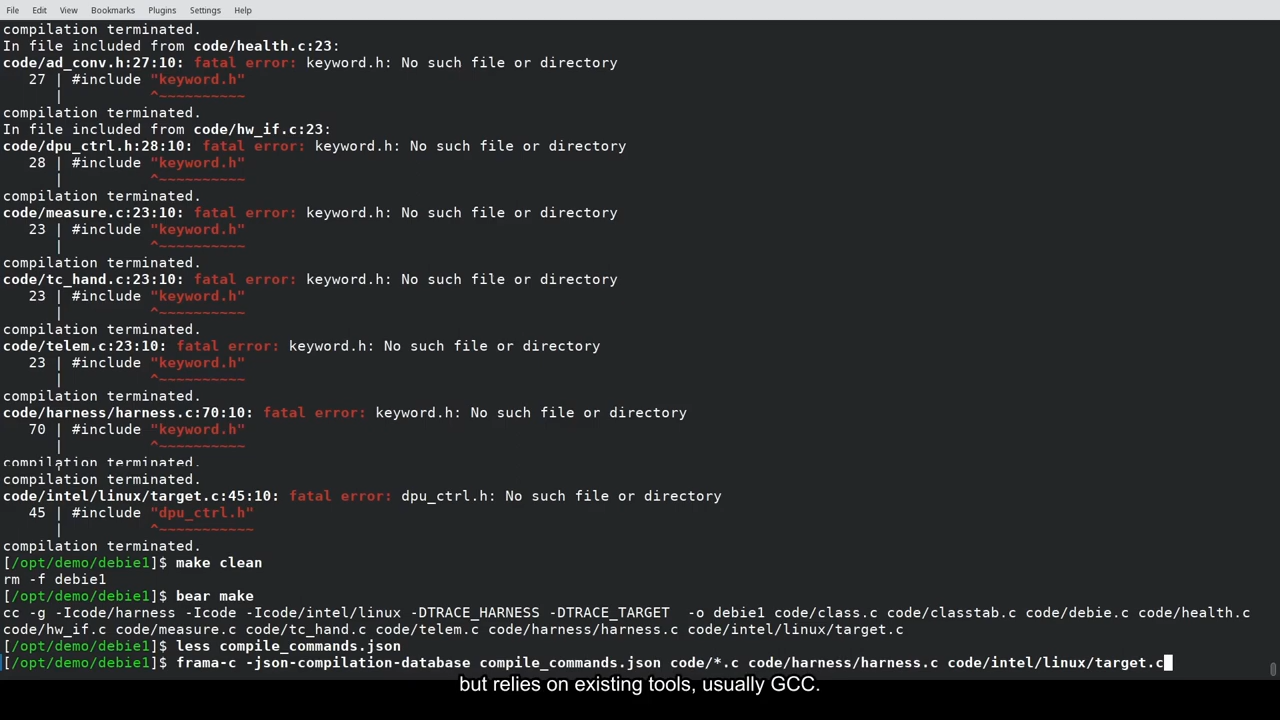 File Edit View Bookmarks Plugins Settings Help
compilation terminated.
In file included from code/health.c:23:
code/ad_conv.h:27:10: fatal error: keyword.h: No such file or directory
27 | #include "keyword.h"
| ^~~~~~~~~~~
compilation terminated.
In file included from code/hw_if.c:23:
code/dpu_ctrl.h:28:10: fatal error: keyword.h: No such file or directory
28 | #include "keyword.h"
| ^~~~~~~~~~~
compilation terminated.
code/measure.c:23:10: fatal error: keyword.h: No such file or directory
23 | #include "keyword.h"
| ^~~~~~~~~~~
compilation terminated.
code/tc_hand.c:23:10: fatal error: keyword.h: No such file or directory
23 | #include "keyword.h"
| ^~~~~~~~~~~
compilation terminated.
code/telem.c:23:10: fatal error: keyword.h: No such file or directory
23 | #include "keyword.h"
| ^~~~~~~~~~~
compilation terminated.
code/harness/harness.c:70:10: fatal error: keyword.h: No such file or directory
70 | #include "keyword.h"
| ^~~~~~~~~~~
compilation terminated.
compilation terminated.
code/intel/linux/target.c:45:10: fatal error: dpu_ctrl.h: No such file or directory
45 | #include "dpu_ctrl.h"
| ^~~~~~~~~~~~
compilation terminated.
[/opt/demo/debie1]$ make clean
rm -f debie1
[/opt/demo/debie1]$ bear make
cc -g -Icode/harness -Icode -Icode/intel/linux -DTRACE_HARNESS -DTRACE_TARGET  -o debie1 code/class.c code/classtab.c code/debie.c code/health.c
code/hw_if.c code/measure.c code/tc_hand.c code/telem.c code/harness/harness.c code/intel/linux/target.c
[/opt/demo/debie1]$ less compile_commands.json
[/opt/demo/debie1]$ frama-c -json-compilation-database compile_commands.json code/*.c code/harness/harness.c code/intel/linux/target.c
but relies on existing tools, usually GCC.